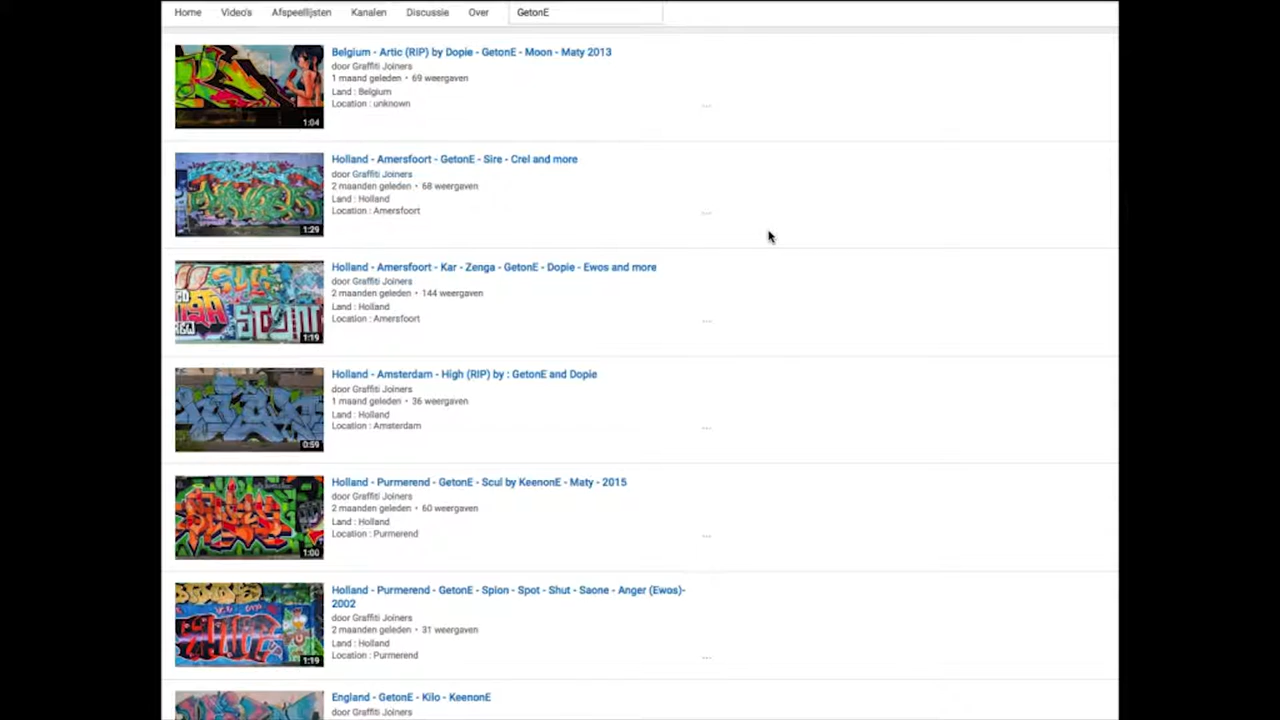 Home Video's Afspeellijsten Kanalen Discussie Over GetonE
Belgium - Artic (RIP) by Dopie - GetonE - Moon - Maty 2013
door Graffiti Joiners
1 maand geleden • 69 weergaven
Land : Belgium
Location : unknown
1:04
Holland - Amersfoort - GetonE - Sire - Crel and more
door Graffiti Joiners
2 maanden geleden • 68 weergaven
Land : Holland
Location : Amersfoort
1:29
Holland - Amersfoort - Kar - Zenga - GetonE - Dopie - Ewos and more
door Graffiti Joiners
2 maanden geleden • 144 weergaven
Land : Holland
Location : Amersfoort
1:19
Holland - Amsterdam - High (RIP) by : GetonE and Dopie
door Graffiti Joiners
1 maand geleden • 36 weergaven
Land : Holland
Location : Amsterdam
0:59
Holland - Purmerend - GetonE - Scul by KeenonE - Maty - 2015
door Graffiti Joiners
2 maanden geleden • 60 weergaven
Land : Holland
Location : Purmerend
1:00
Holland - Purmerend - GetonE - Spion - Spot - Shut - Saone - Anger (Ewos)-
2002
door Graffiti Joiners
2 maanden geleden • 31 weergaven
Land : Holland
Location : Purmerend
1:19
England - GetonE - Kilo - KeenonE
door Graffiti Joiners